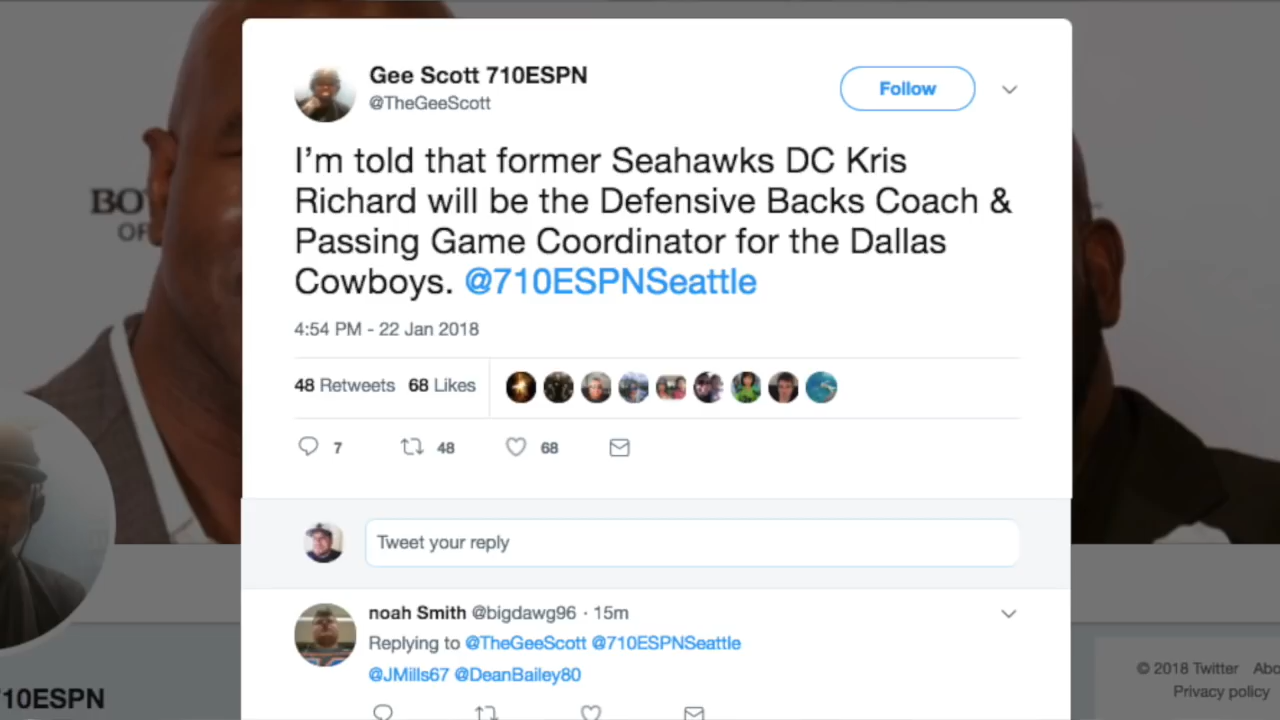 BO
OF
Gee Scott 710ESPN
@TheGeeScott
Follow
I’m told that former Seahawks DC Kris
Richard will be the Defensive Backs Coach &
Passing Game Coordinator for the Dallas
Cowboys. @710ESPNSeattle
4:54 PM - 22 Jan 2018
48 Retweets 68 Likes
7 48 68
Tweet your reply
noah Smith @bigdawg96 · 15m
Replying to @TheGeeScott @710ESPNSeattle
@JMills67 @DeanBailey80
10ESPN
© 2018 Twitter Abo
Privacy policy